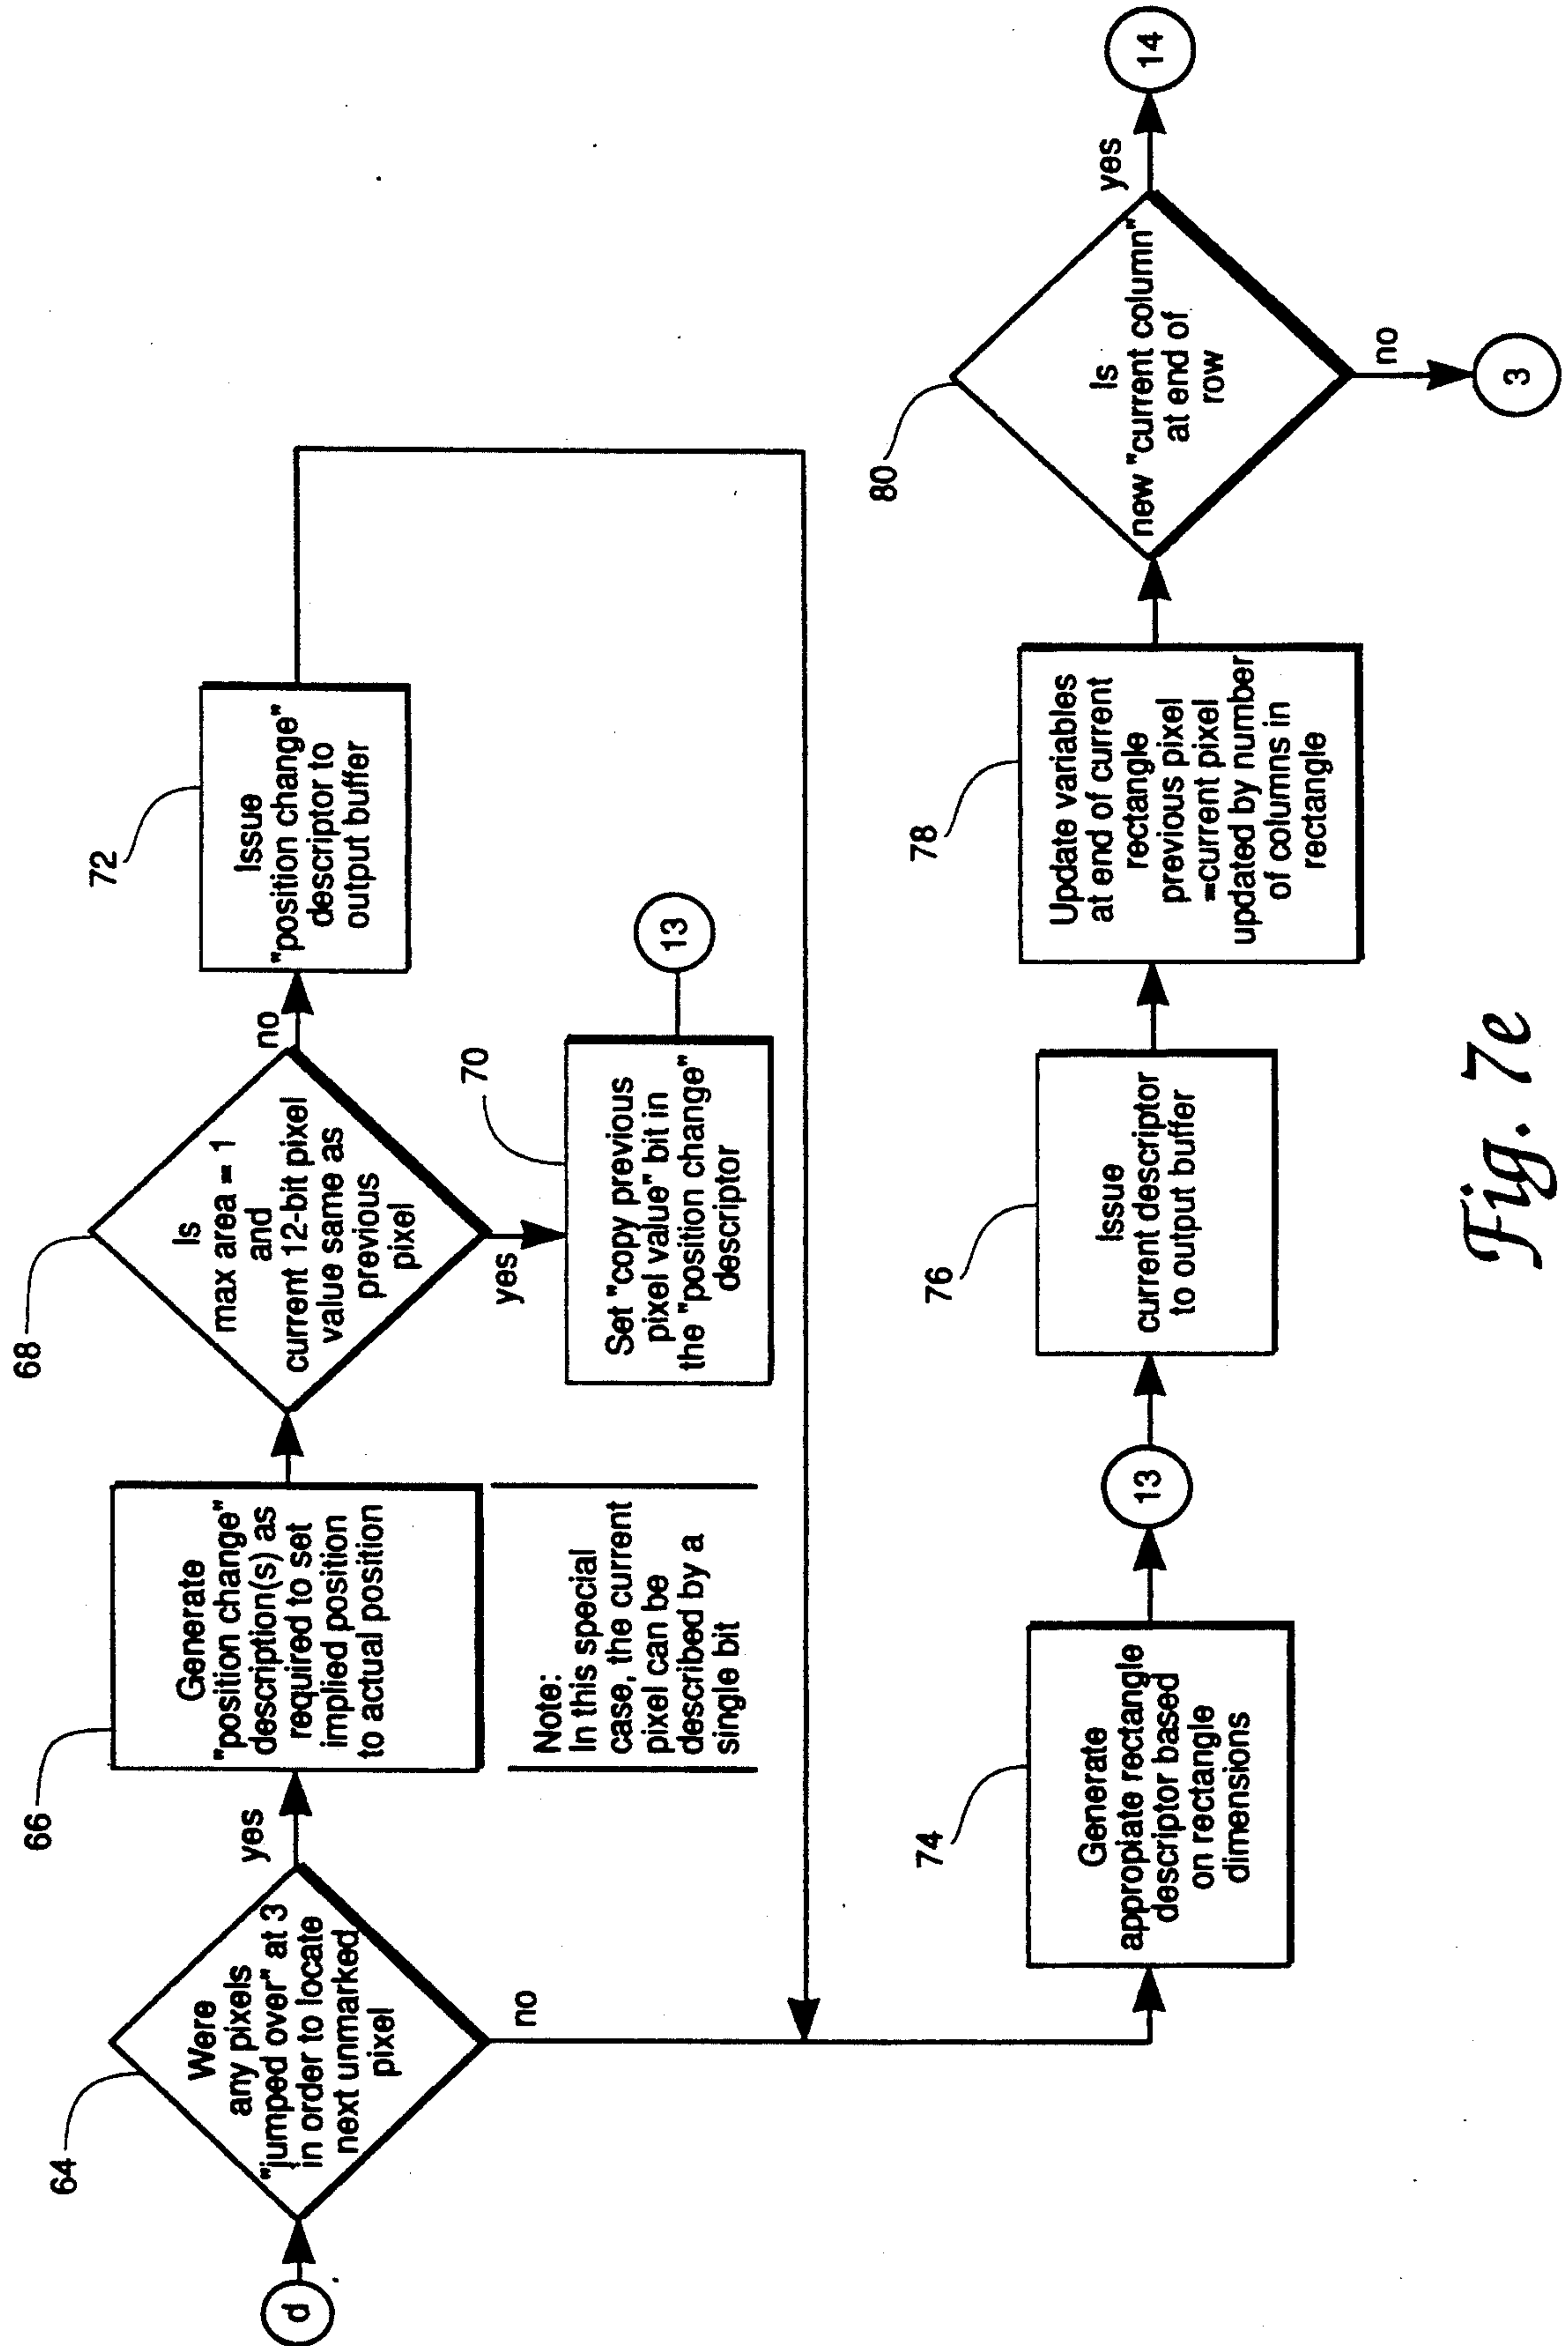 d
64
Were
any pixels
"jumped over" at 3
in order to locate
next unmarked
pixel
yes
no
66
Generate
"position change"
description(s) as
required to set
implied position
to actual position
Note:
In this special
case, the current
pixel can be
described by a
single bit
68
Is
max area = 1
and
current 12-bit pixel
value same as
previous
pixel
no
yes
70
Set "copy previous
pixel value" bit in
the "position change"
descriptor
13
72
Issue
"position change"
descriptor to
output buffer
74
Generate
appropiate rectangle
descriptor based
on rectangle
dimensions
13
76
Issue
current descriptor
to output buffer
78
Update variables
at end of current
rectangle
previous pixel
=current pixel
updated by number
of columns in
rectangle
80
Is
new "current column"
at end of
row
yes
14
no
3
Fig. 7e